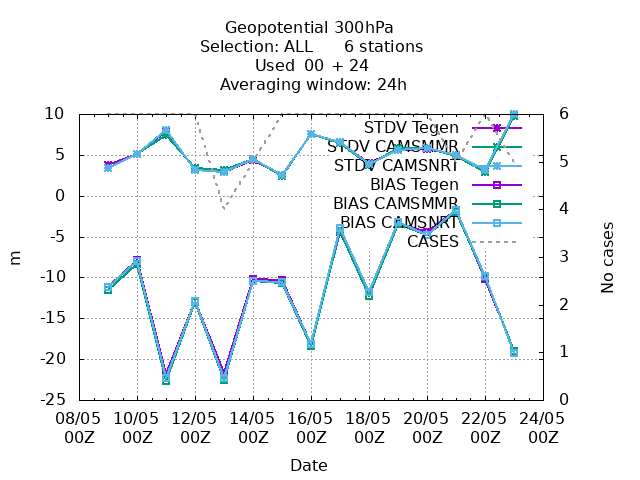 Geopotential 300hPa
Selection: ALL 6 stations
Used 00 + 24
Averaging window: 24h
STDV Tegen
STDV CAMSMMR
STDV CAMSNRT
BIAS Tegen
BIAS CAMSMMR
BIAS CAMSNRT
CASES
10
5
0
-5
-10
-15
-20
-25
m
6
5
4
3
2
1
0
No cases
08/05 10/05 12/05 14/05 16/05 18/05 20/05 22/05 24/05
00Z 00Z 00Z 00Z 00Z 00Z 00Z 00Z 00Z
Date